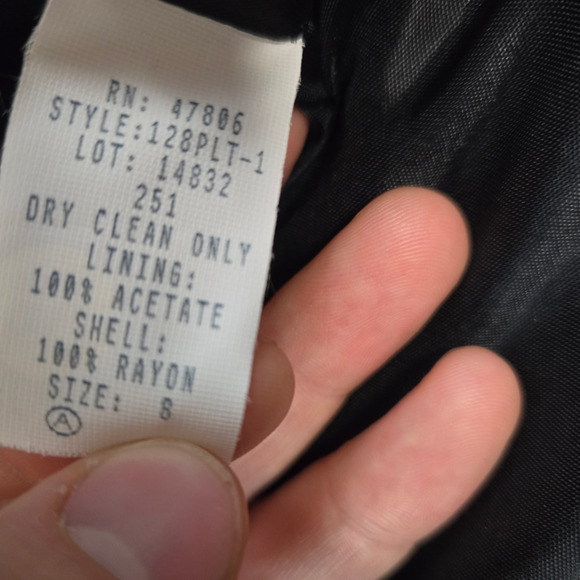 RN: 47806
STYLE:128PLT-1
LOT: 14832
251
DRY CLEAN ONLY
LINING:
100% ACETATE
SHELL:
100% RAYON
SIZE: 8
Ⓐ